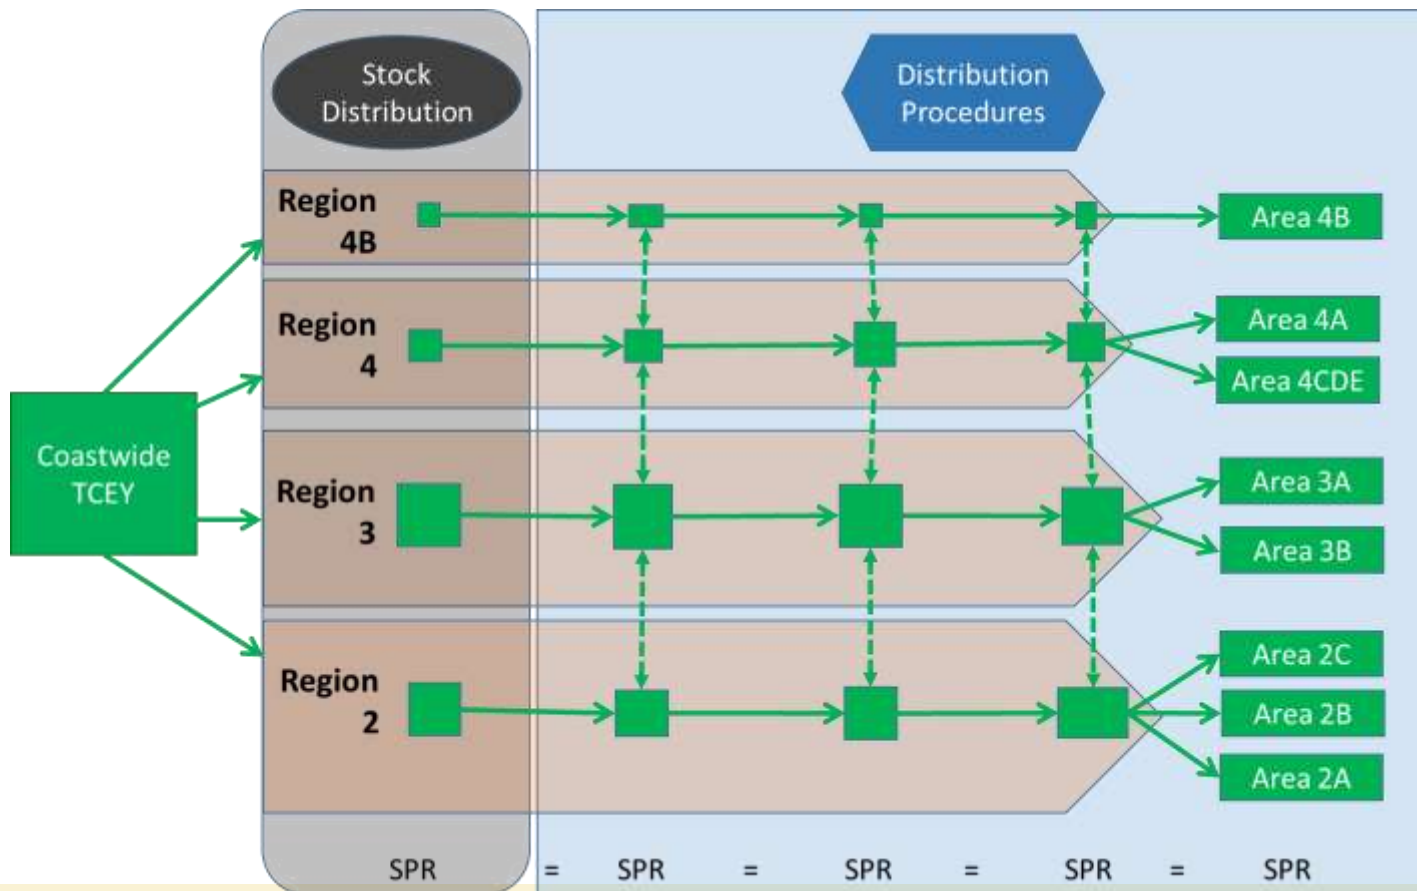 Stock
Distribution
Distribution
Procedures
Region
4B
Area 4B
Region
4
Area 4A
Area 4CDE
Coastwide
TCEY
Region
3
Area 3A
Area 3B
Region
2
Area 2C
Area 2B
Area 2A
SPR = SPR = SPR = SPR = SPR